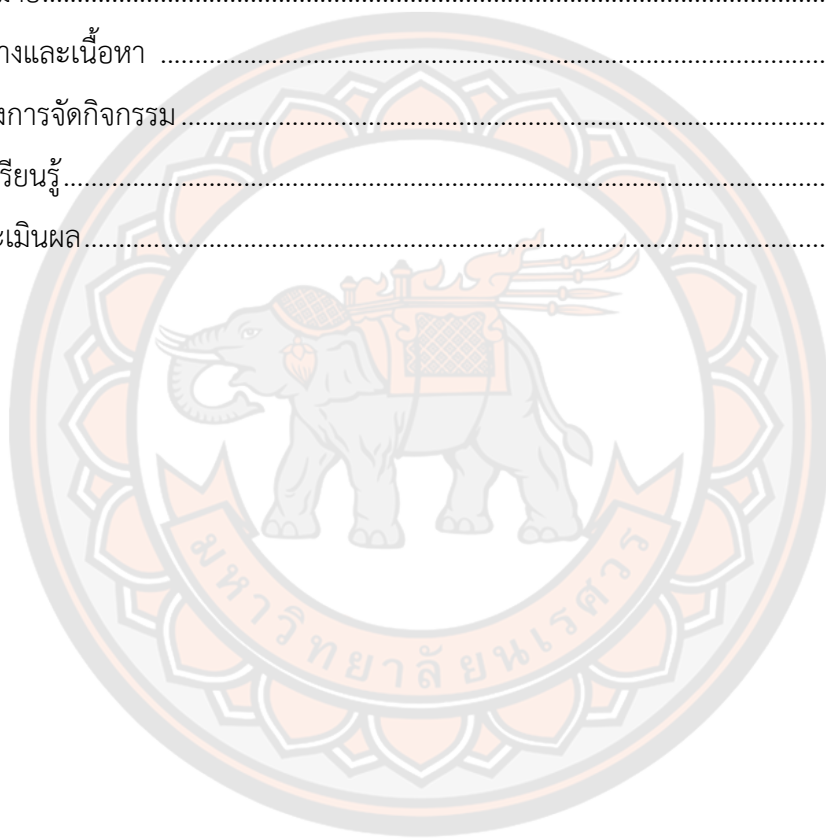 างและเนื้อหา ........................................................................................
งการจัดกิจกรรม........................................................................................
รียนรู้........................................................................................
ะเมินผล........................................................................................
มหาวิทยาลัยนเรศวร